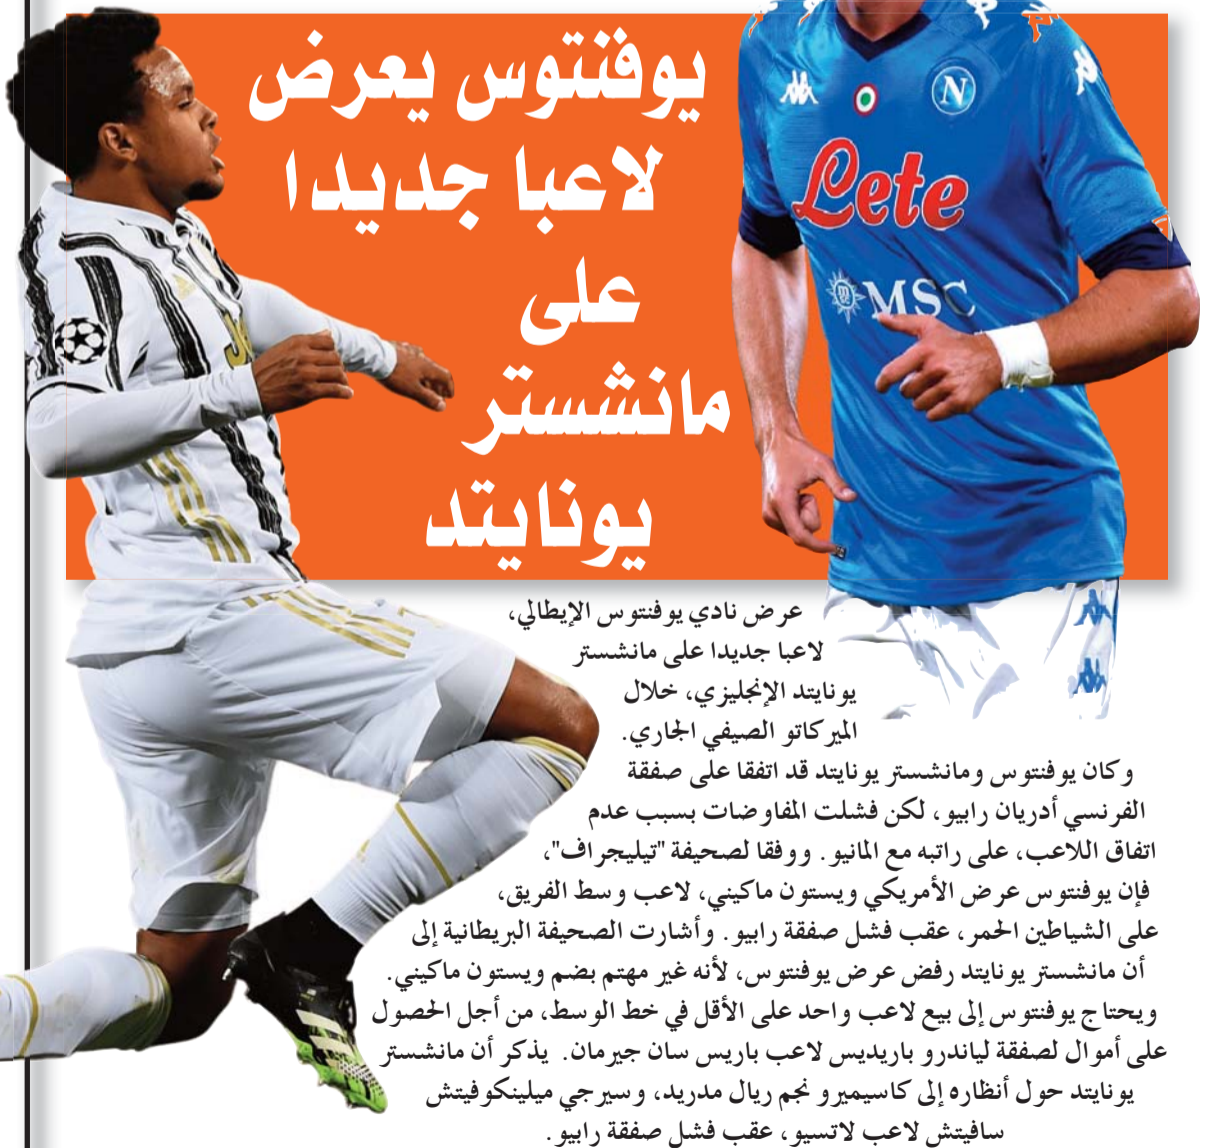 يوفنتوس يعرض
لاعبا جديدا
على
مانشستر
يونايتد
N
Lete
MSC
عرض نادي يوفنتوس الإيطالي،
لاعبا جديدا على مانشستر
يونايتد الإنجليزي، خلال
الميركاتو الصيفي الجاري.
وكان يوفنتوس ومانشستر يونايتد قد اتفقا على صفقة
الفرنسي أدريان رابيو، لكن فشلت المفاوضات بسبب عدم
اتفاق اللاعب، على راتبه مع المانيو. ووفقا لصحيفة "تيليجراف"،
فإن يوفنتوس عرض الأمريكي ويستون ماكيني، لاعب وسط الفريق،
على الشياطين الحمر، عقب فشل صفقة رابيو. وأشارت الصحيفة البريطانية إلى
أن مانشستر يونايتد رفض عرض يوفنتوس، لأنه غير مهتم بضم ويستون ماكيني.
ويحتاج يوفنتوس إلى بيع لاعب واحد على الأقل في خط الوسط، من أجل الحصول
على أموال لصفقة لياندرو باريديس لاعب باريس سان جيرمان. يذكر أن مانشستر
يونايتد حول أنظاره إلى كاسيميرو نجم ريال مدريد، وسيرجي ميلينكوفيتش
سافيتش لاعب لاتسيو، عقب فشل صفقة رابيو.